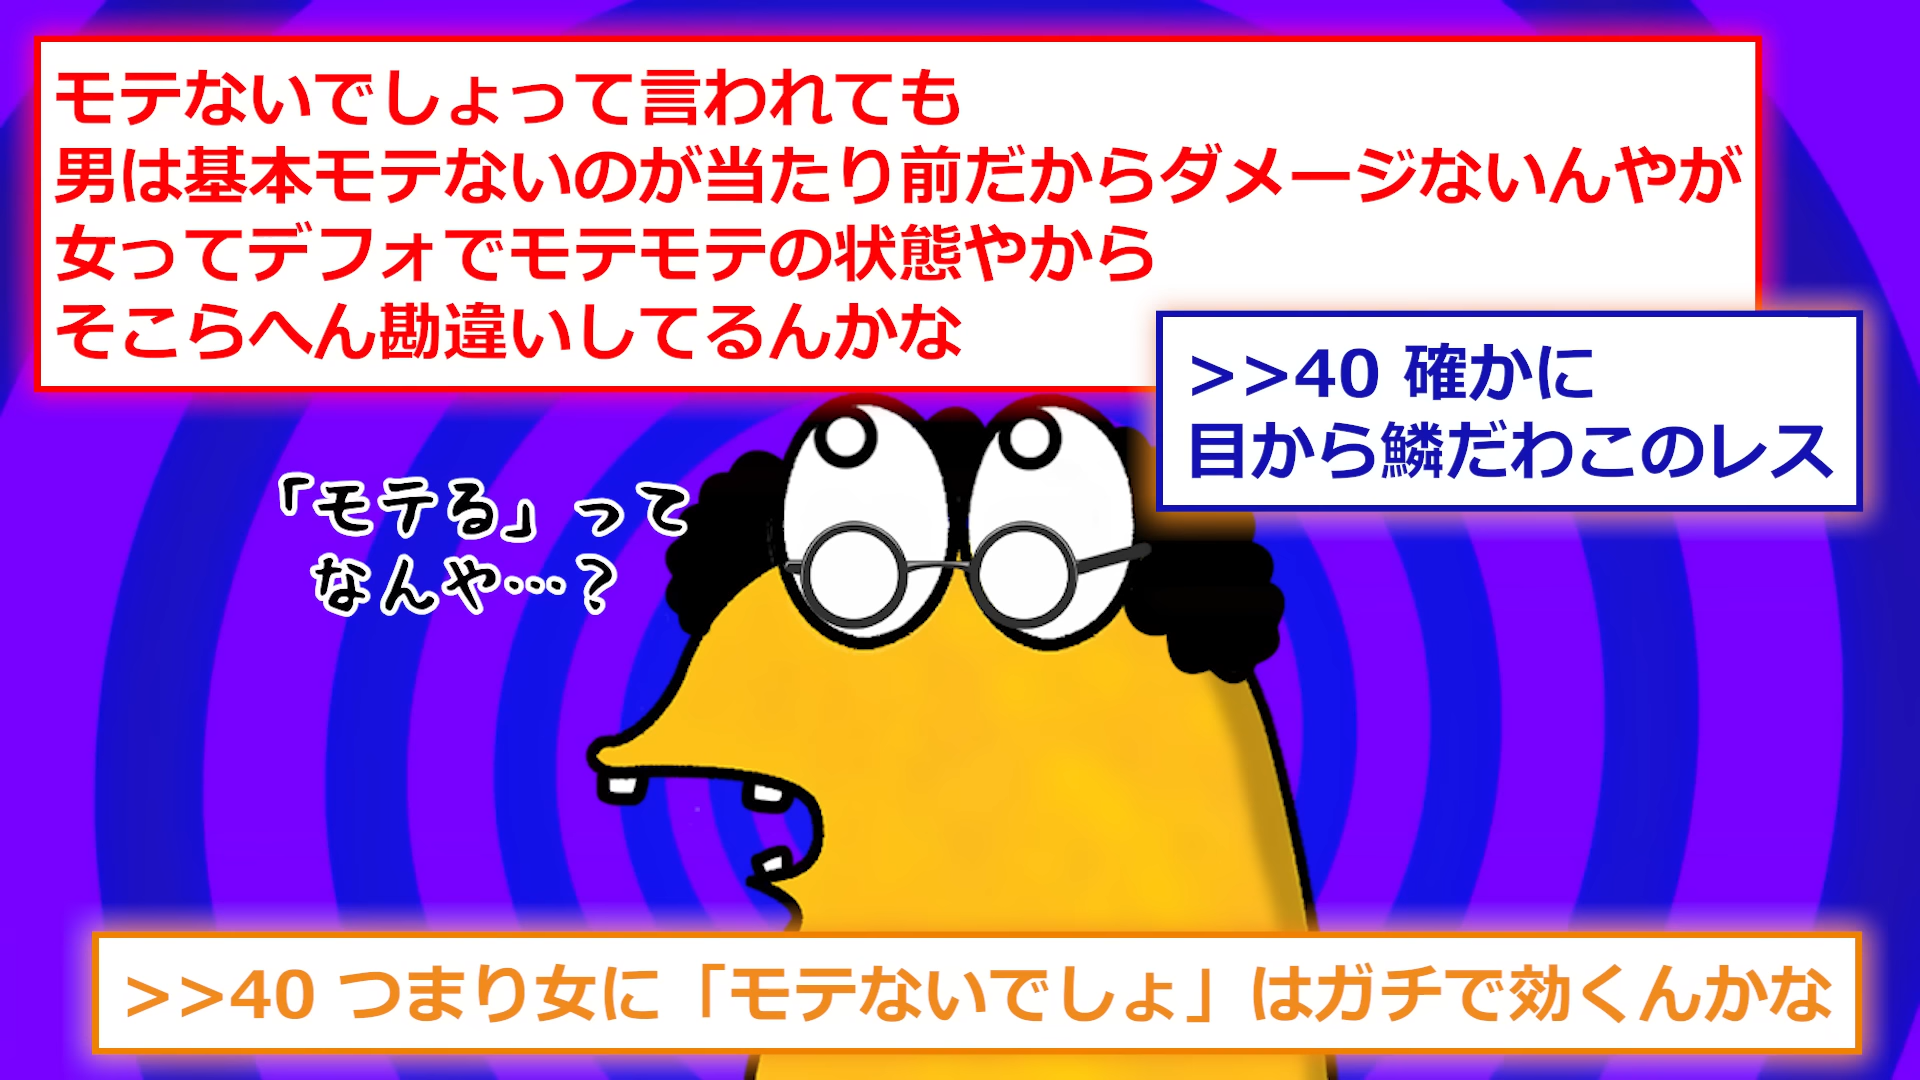 モテないでしょって言われても
男は基本モテないのが当たり前だからダメージないんやが
女ってデフォでモテモテの状態やから
そこらへん勘違いしてるんかな
>>40 確かに
目から鱗だわこのレス
「モテる」って
なんや…?
>>40 つまり女に「モテないでしょ」はガチで効くんかな